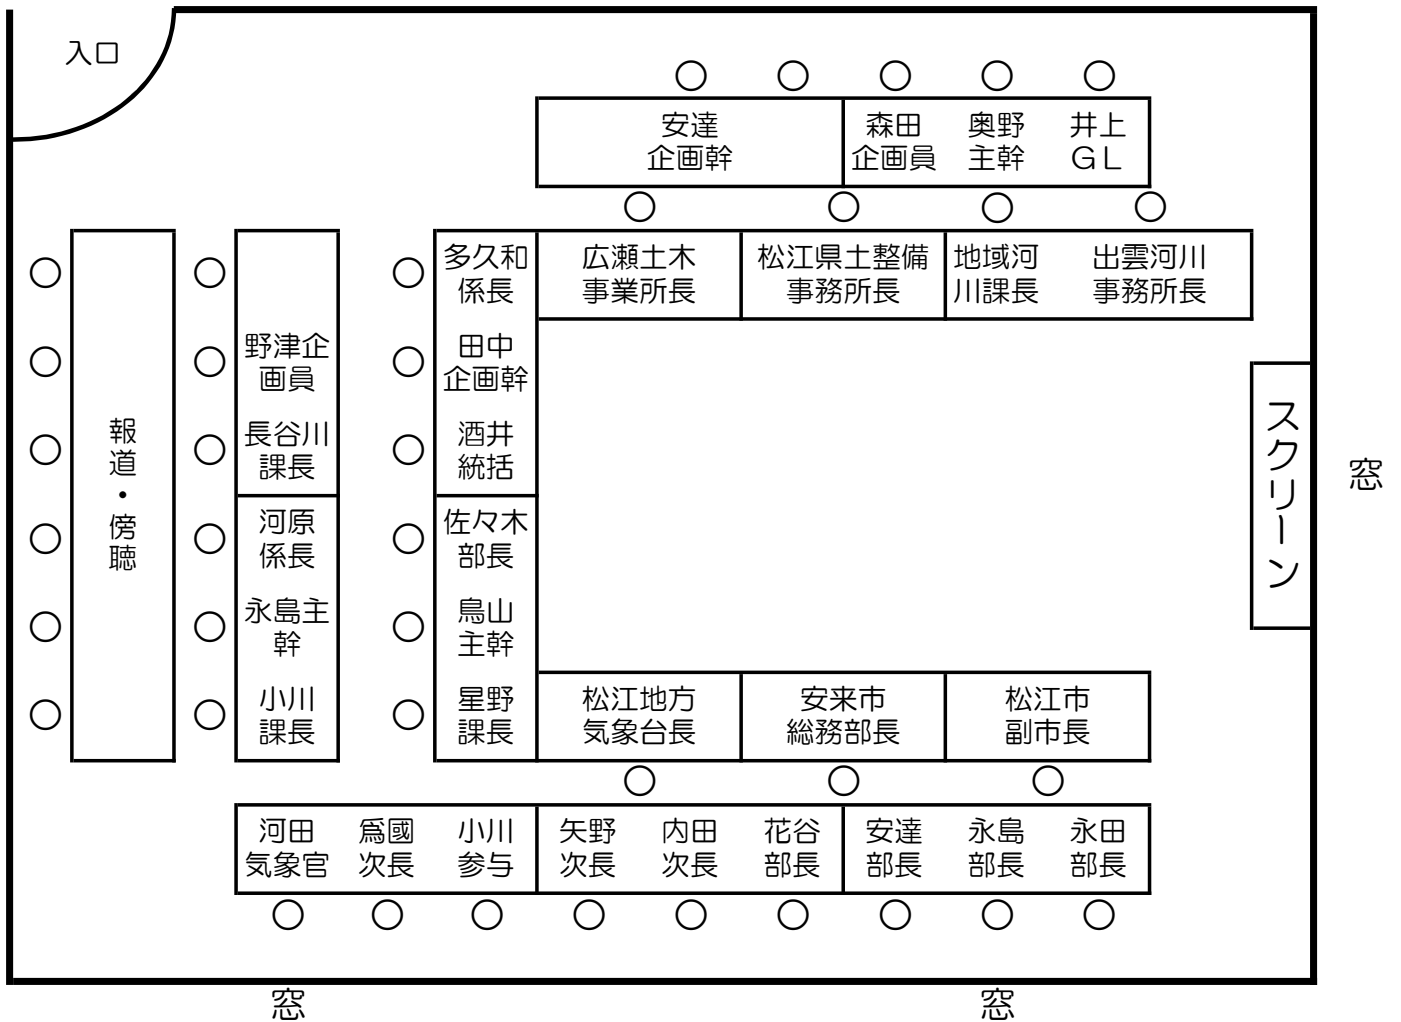 入口
安達
企画幹
森田
企画員
奥野
主幹
井上
ＧＬ
広瀬土木
事業所長
松江県土整備
事務所長
地域河
川課長
出雲河川
事務所長
報道・傍聴
野津企
画員
長谷川
課長
河原
係長
永島主
幹
小川
課長
多久和
係長
田中
企画幹
酒井
統括
佐々木
部長
鳥山
主幹
星野
課長
スクリーン
窓
松江地方
気象台長
安来市
総務部長
松江市
副市長
河田
気象官
爲國
次長
小川
参与
矢野
次長
内田
次長
花谷
部長
安達
部長
永島
部長
永田
部長
窓
窓